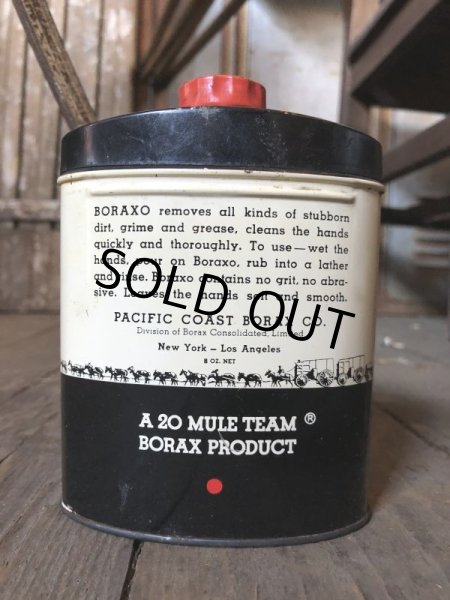 BORAXO removes all kinds of stubborn
dirt, grime and grease, cleans the hands
quickly and thoroughly. To use—wet the
hands, pour on Boraxo, rub into a lather
and rinse. Boraxo contains no grit, no abra-
sive. Leaves the hands soft and smooth.
SOLD OUT
PACIFIC COAST BORAX CO.
Division of Borax Consolidated, Limited
New York – Los Angeles
8 OZ. NET
A 20 MULE TEAM ®
BORAX PRODUCT